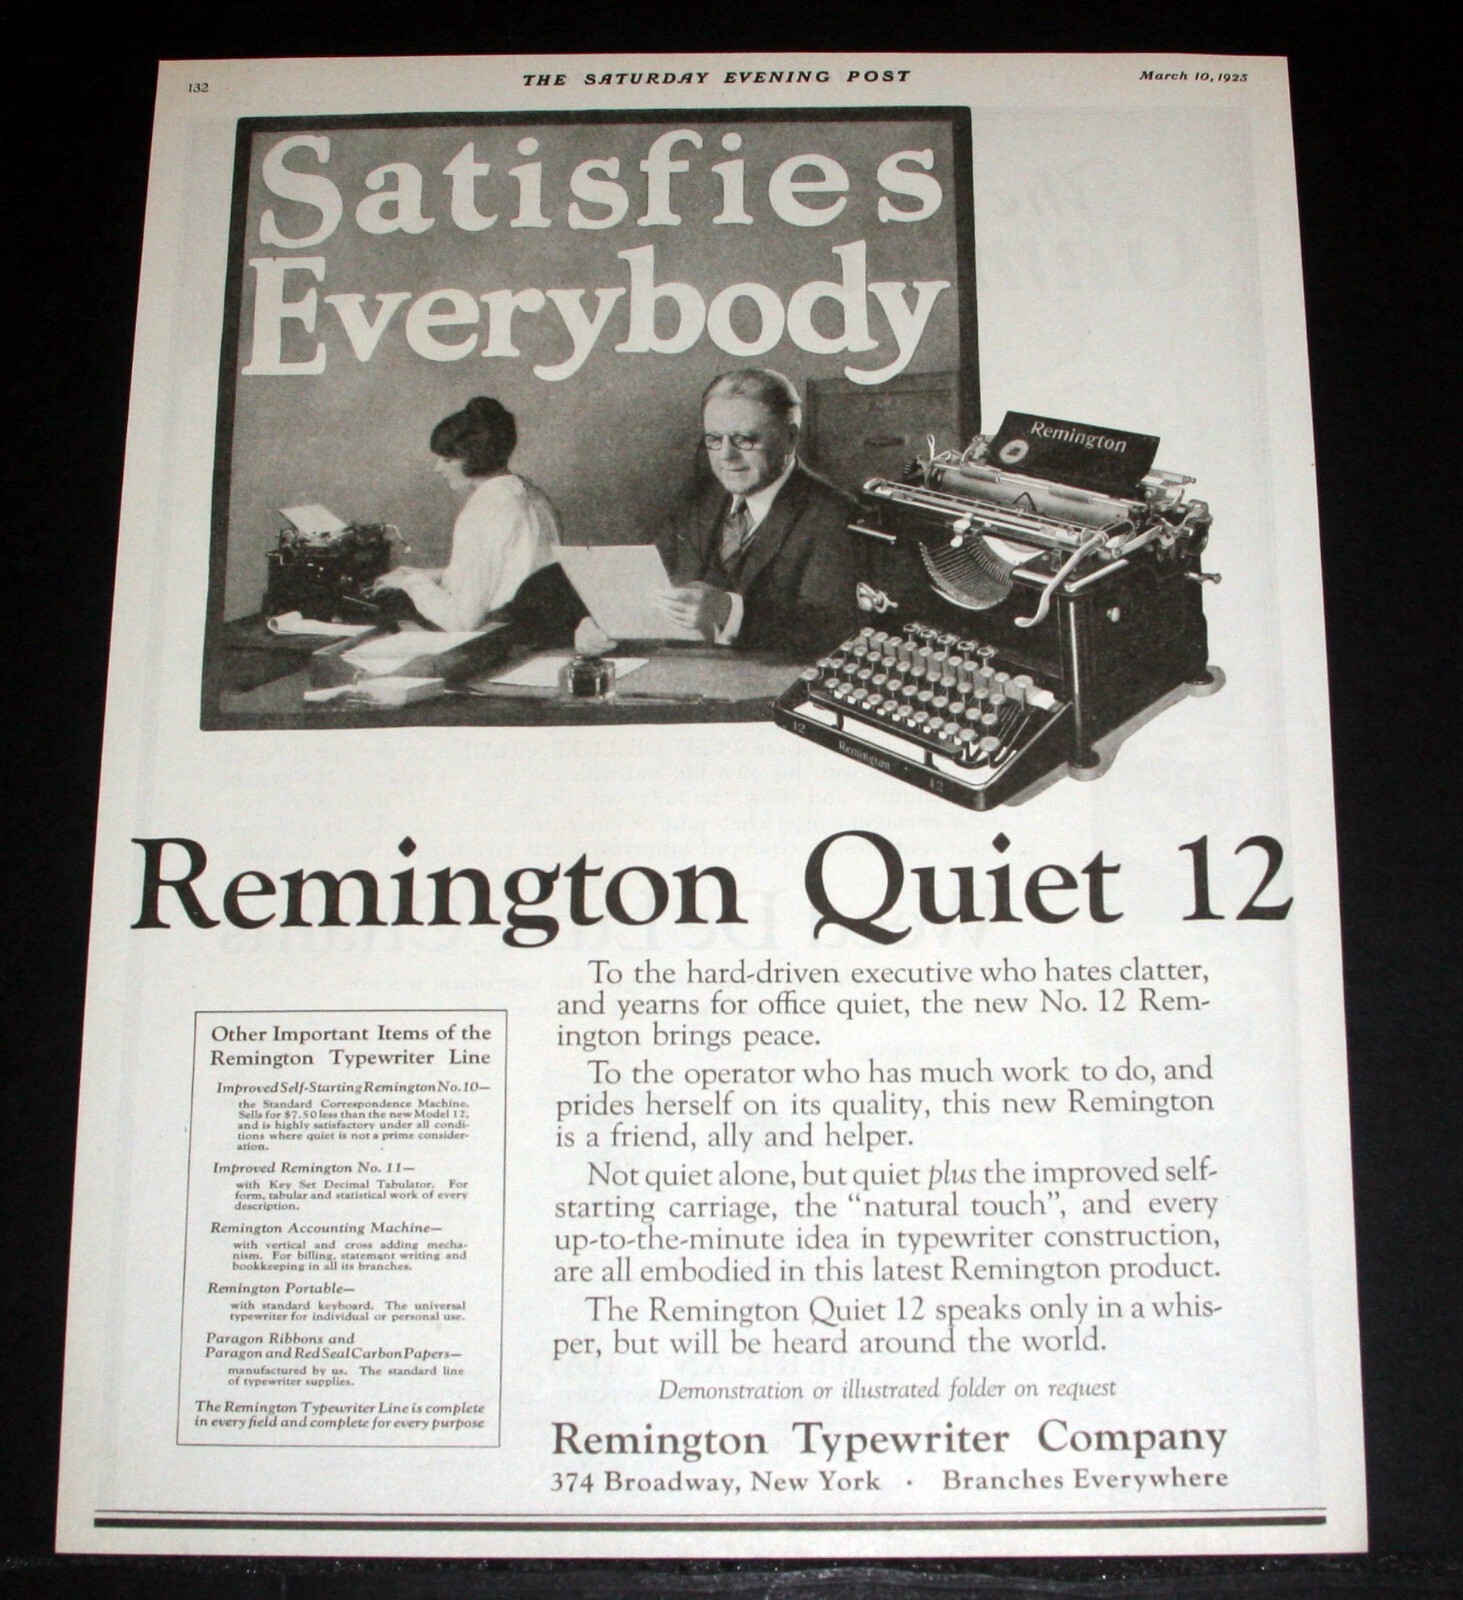 132
THE SATURDAY EVENING POST
March 10, 1923
Satisfies
Everybody
Remington
12 Remington 12
Remington Quiet 12
To the hard-driven executive who hates clatter,
and yearns for office quiet, the new No. 12 Rem-
ington brings peace.
To the operator who has much work to do, and
prides herself on its quality, this new Remington
is a friend, ally and helper.
Not quiet alone, but quiet plus the improved self-
starting carriage, the “natural touch”, and every
up-to-the-minute idea in typewriter construction,
are all embodied in this latest Remington product.
The Remington Quiet 12 speaks only in a whis-
per, but will be heard around the world.
Demonstration or illustrated folder on request
Remington Typewriter Company
374 Broadway, New York · Branches Everywhere
Other Important Items of the
Remington Typewriter Line
Improved Self-Starting Remington No. 10—
the Standard Correspondence Machine.
Sells for $7.50 less than the new Model 12,
and is highly satisfactory under all condi-
tions where quiet is not a prime consider-
ation.
Improved Remington No. 11—
with Key Set Decimal Tabulator. For
form, tabular and statistical work of every
description.
Remington Accounting Machine—
with vertical and cross adding mecha-
nism. For billing, statement writing and
bookkeeping in all its branches.
Remington Portable—
with standard keyboard. The universal
typewriter for individual or personal use.
Paragon Ribbons and
Paragon and Red Seal Carbon Papers—
manufactured by us. The standard line
of typewriter supplies.
The Remington Typewriter Line is complete
in every field and complete for every purpose